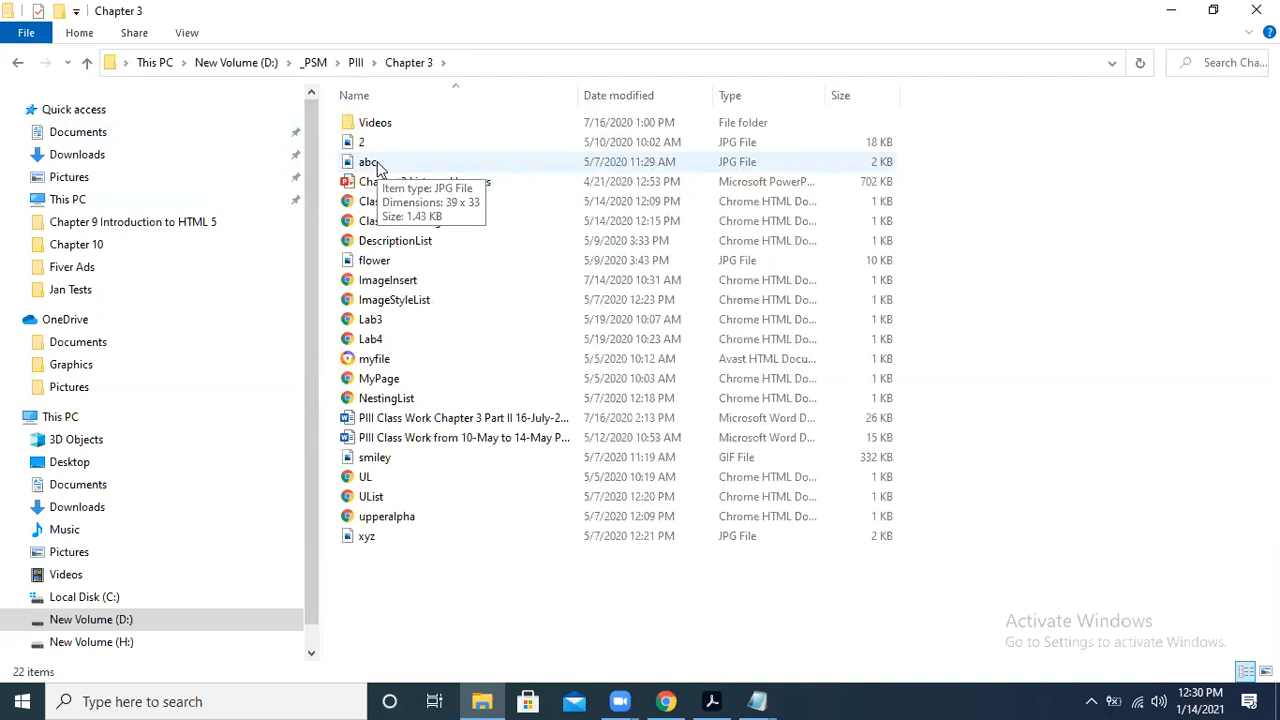 Chapter 3
File Home Share View
This PC New Volume (D:) _PSM PIII Chapter 3 Search Cha...
Name Date modified Type Size
Quick access
Documents
Downloads
Pictures
This PC
Chapter 9 Introduction to HTML 5
Chapter 10
Fiver Ads
Jan Tests
OneDrive
Documents
Graphics
Pictures
This PC
3D Objects
Desktop
Documents
Downloads
Music
Pictures
Videos
Local Disk (C:)
New Volume (D:)
New Volume (H:)
Videos 7/16/2020 1:00 PM File folder
2 5/10/2020 10:02 AM JPG File 18 KB
abc 5/7/2020 11:29 AM JPG File 2 KB
4/21/2020 12:53 PM Microsoft PowerP... 702 KB
Item type: JPG File
Dimensions: 39 x 33
Size: 1.43 KB
5/14/2020 12:09 PM Chrome HTML Do... 1 KB
5/14/2020 12:15 PM Chrome HTML Do... 1 KB
DescriptionList 5/9/2020 3:33 PM Chrome HTML Do... 1 KB
flower 5/9/2020 3:43 PM JPG File 10 KB
ImageInsert 7/14/2020 10:31 AM Chrome HTML Do... 1 KB
ImageStyleList 5/7/2020 12:23 PM Chrome HTML Do... 1 KB
Lab3 5/19/2020 10:07 AM Chrome HTML Do... 1 KB
Lab4 5/19/2020 10:23 AM Chrome HTML Do... 1 KB
myfile 5/5/2020 10:12 AM Avast HTML Docu... 1 KB
MyPage 5/5/2020 10:03 AM Chrome HTML Do... 1 KB
NestingList 5/7/2020 12:18 PM Chrome HTML Do... 1 KB
PIII Class Work Chapter 3 Part II 16-July-2... 7/16/2020 2:13 PM Microsoft Word D... 26 KB
PIII Class Work from 10-May to 14-May P... 5/12/2020 10:53 AM Microsoft Word D... 15 KB
smiley 5/7/2020 11:19 AM GIF File 332 KB
UL 5/5/2020 10:19 AM Chrome HTML Do... 1 KB
UList 5/7/2020 12:20 PM Chrome HTML Do... 1 KB
upperalpha 5/7/2020 12:09 PM Chrome HTML Do... 1 KB
xyz 5/7/2020 12:21 PM JPG File 2 KB
Activate Windows
Go to Settings to activate Windows.
22 items
Type here to search
12:30 PM
1/14/2021